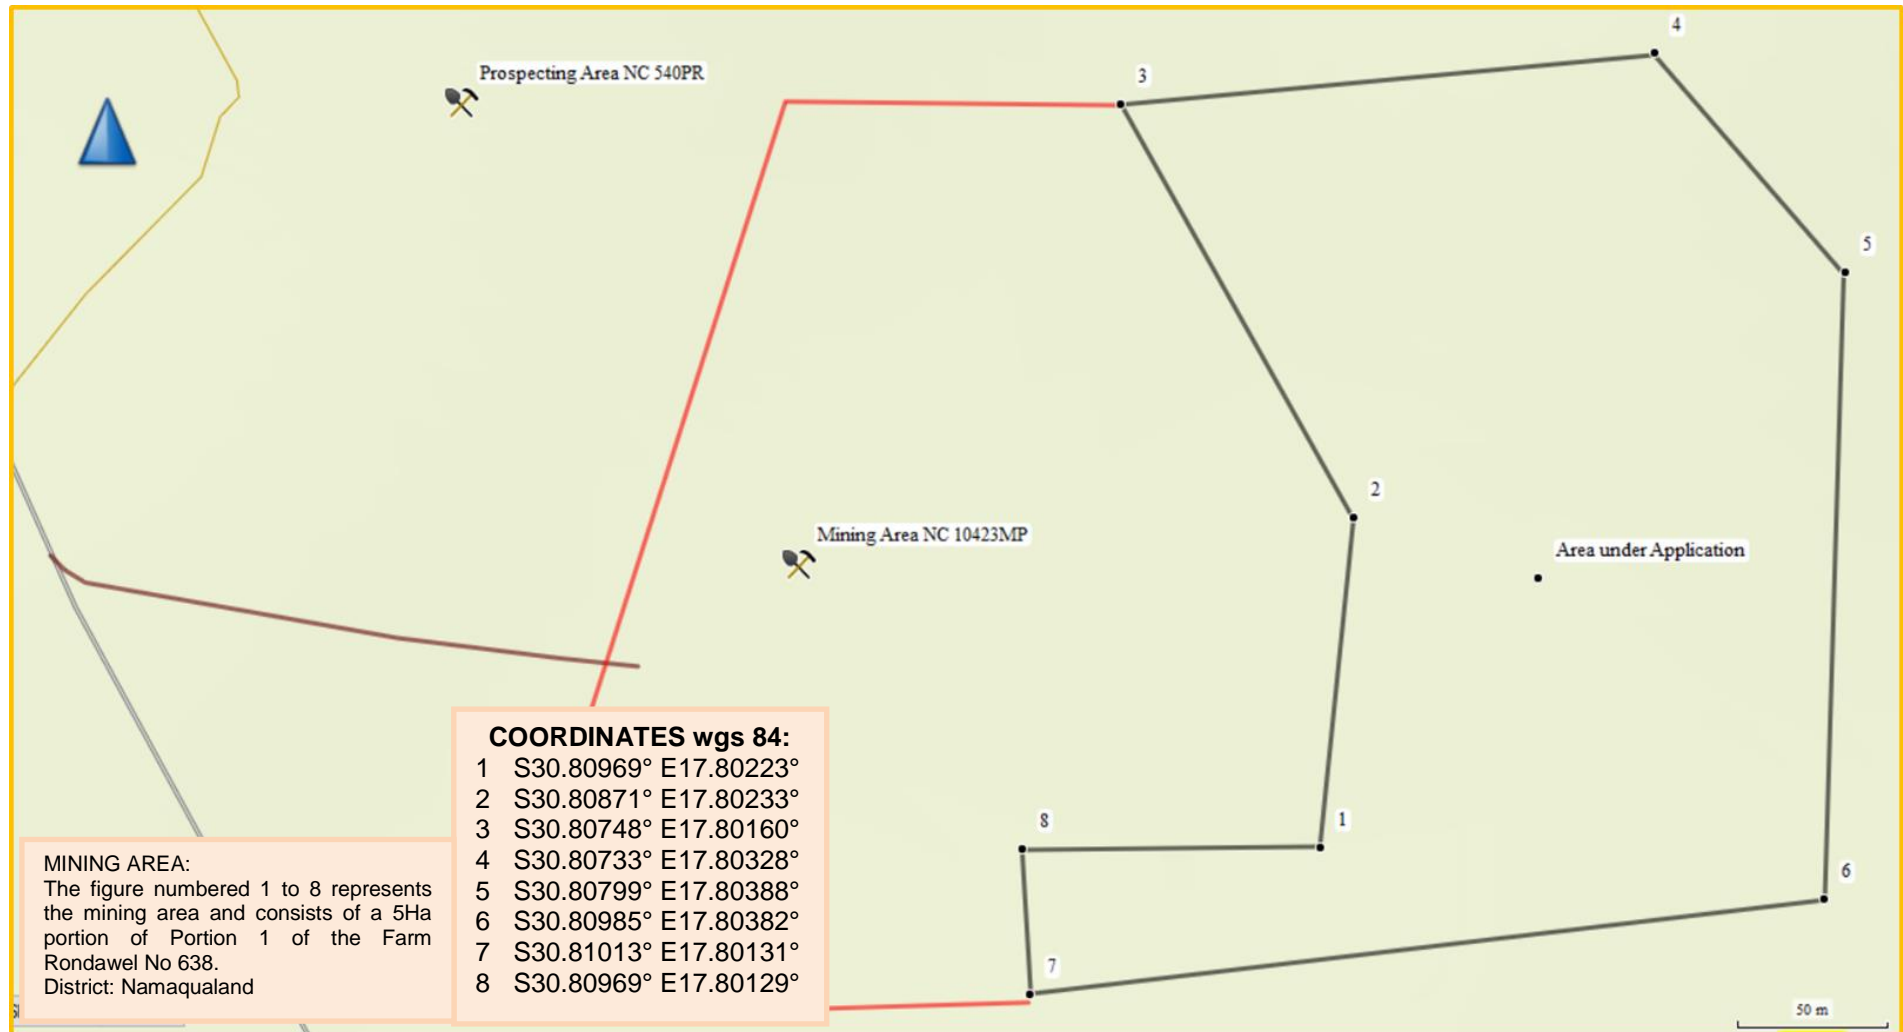 4
Prospecting Area NC 540PR
3
5
2
Mining Area NC 10423MP
Area under Application
8
1
6
7
COORDINATES wgs 84:
1 S30.80969° E17.80223°
2 S30.80871° E17.80233°
3 S30.80748° E17.80160°
4 S30.80733° E17.80328°
5 S30.80799° E17.80388°
6 S30.80985° E17.80382°
7 S30.81013° E17.80131°
8 S30.80969° E17.80129°
MINING AREA:
The figure numbered 1 to 8 represents
the mining area and consists of a 5Ha
portion of Portion 1 of the Farm
Rondawel No 638.
District: Namaqualand
50 m